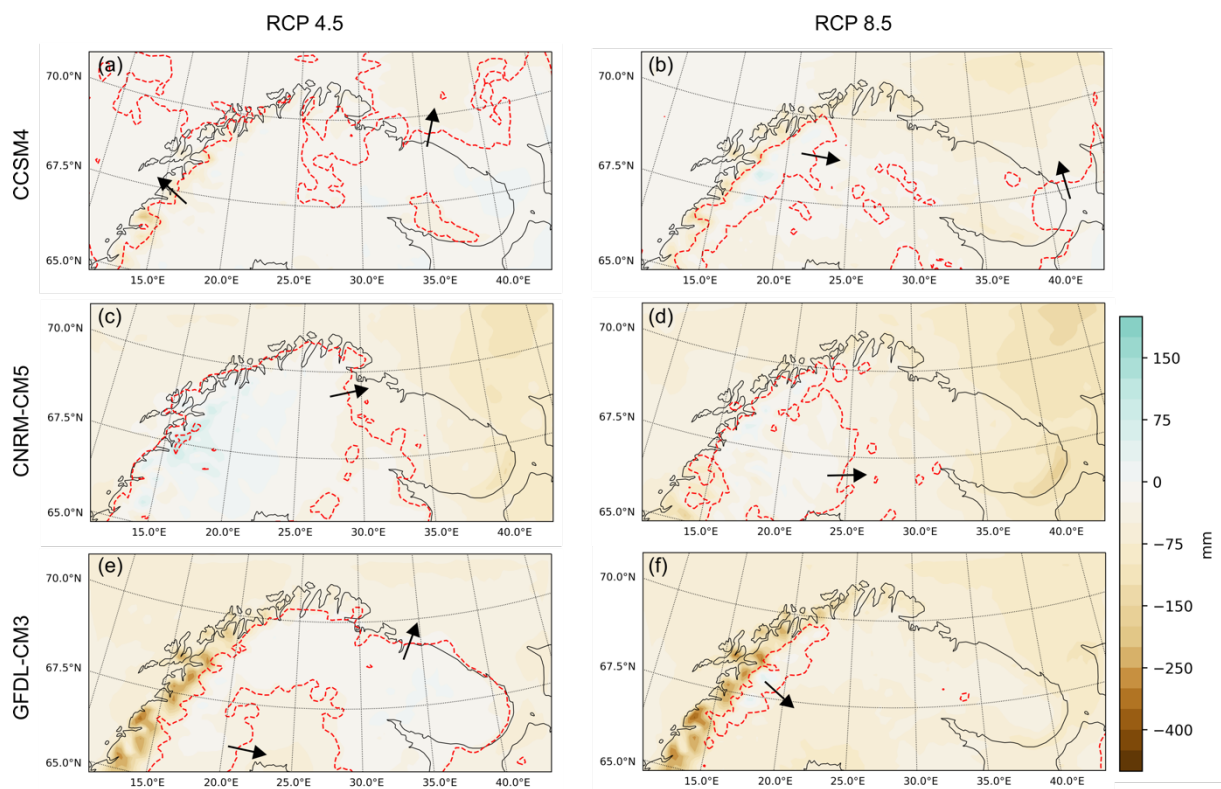 RCP 4.5 RCP 8.5
(a) (b)
70.0°N 70.0°N
67.5°N 67.5°N
65.0°N 65.0°N
CCSM4
15.0°E 20.0°E 25.0°E 30.0°E 35.0°E 40.0°E 15.0°E 20.0°E 25.0°E 30.0°E 35.0°E 40.0°E
(c) (d)
70.0°N 70.0°N
67.5°N 67.5°N
65.0°N 65.0°N
CNRM-CM5
15.0°E 20.0°E 25.0°E 30.0°E 35.0°E 40.0°E 15.0°E 20.0°E 25.0°E 30.0°E 35.0°E 40.0°E
(e) (f)
70.0°N 70.0°N
67.5°N 67.5°N
65.0°N 65.0°N
GFDL-CM3
15.0°E 20.0°E 25.0°E 30.0°E 35.0°E 40.0°E 15.0°E 20.0°E 25.0°E 30.0°E 35.0°E 40.0°E
150
75
0
−75
−150
−250
−400
mm